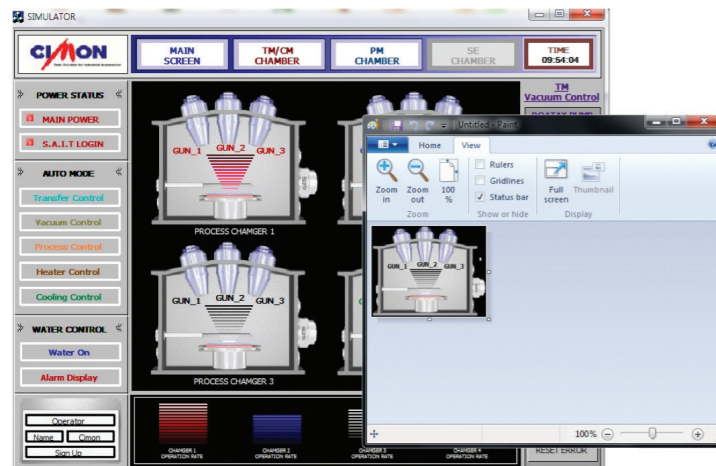 SIMULATOR
CIMON
MAIN SCREEN
TM/CM CHAMBER
PM CHAMBER
SE CHAMBER
TIME
09:54:04
POWER STATUS
MAIN POWER
S.A.I.T LOGIN
AUTO MODE
Transfer Control
Vacuum Control
Process Control
Heater Control
Cooling Control
WATER CONTROL
Water On
Alarm Display
Operator
Name
Cimon
Sign Up
GUN_1
GUN_2
GUN_3
PROCESS CHAMGER 1
GUN_1
GUN_2
GUN_3
PROCESS CHAMGER 3
CHAMGER 1
OPERATION RATE
CHAMGER 2
OPERATION RATE
CHAMGER 3
OPERATION RATE
CHAMGER 4
OPERATION RATE
TM
Vacuum Control
RESET ERROR
Untitled - Paint
Home
View
Zoom in
Zoom out
100 %
Zoom
Rulers
Gridlines
Status bar
Show or hide
Full screen
Thumbnail
Display
GUN_1
GUN_2
GUN_3
100%